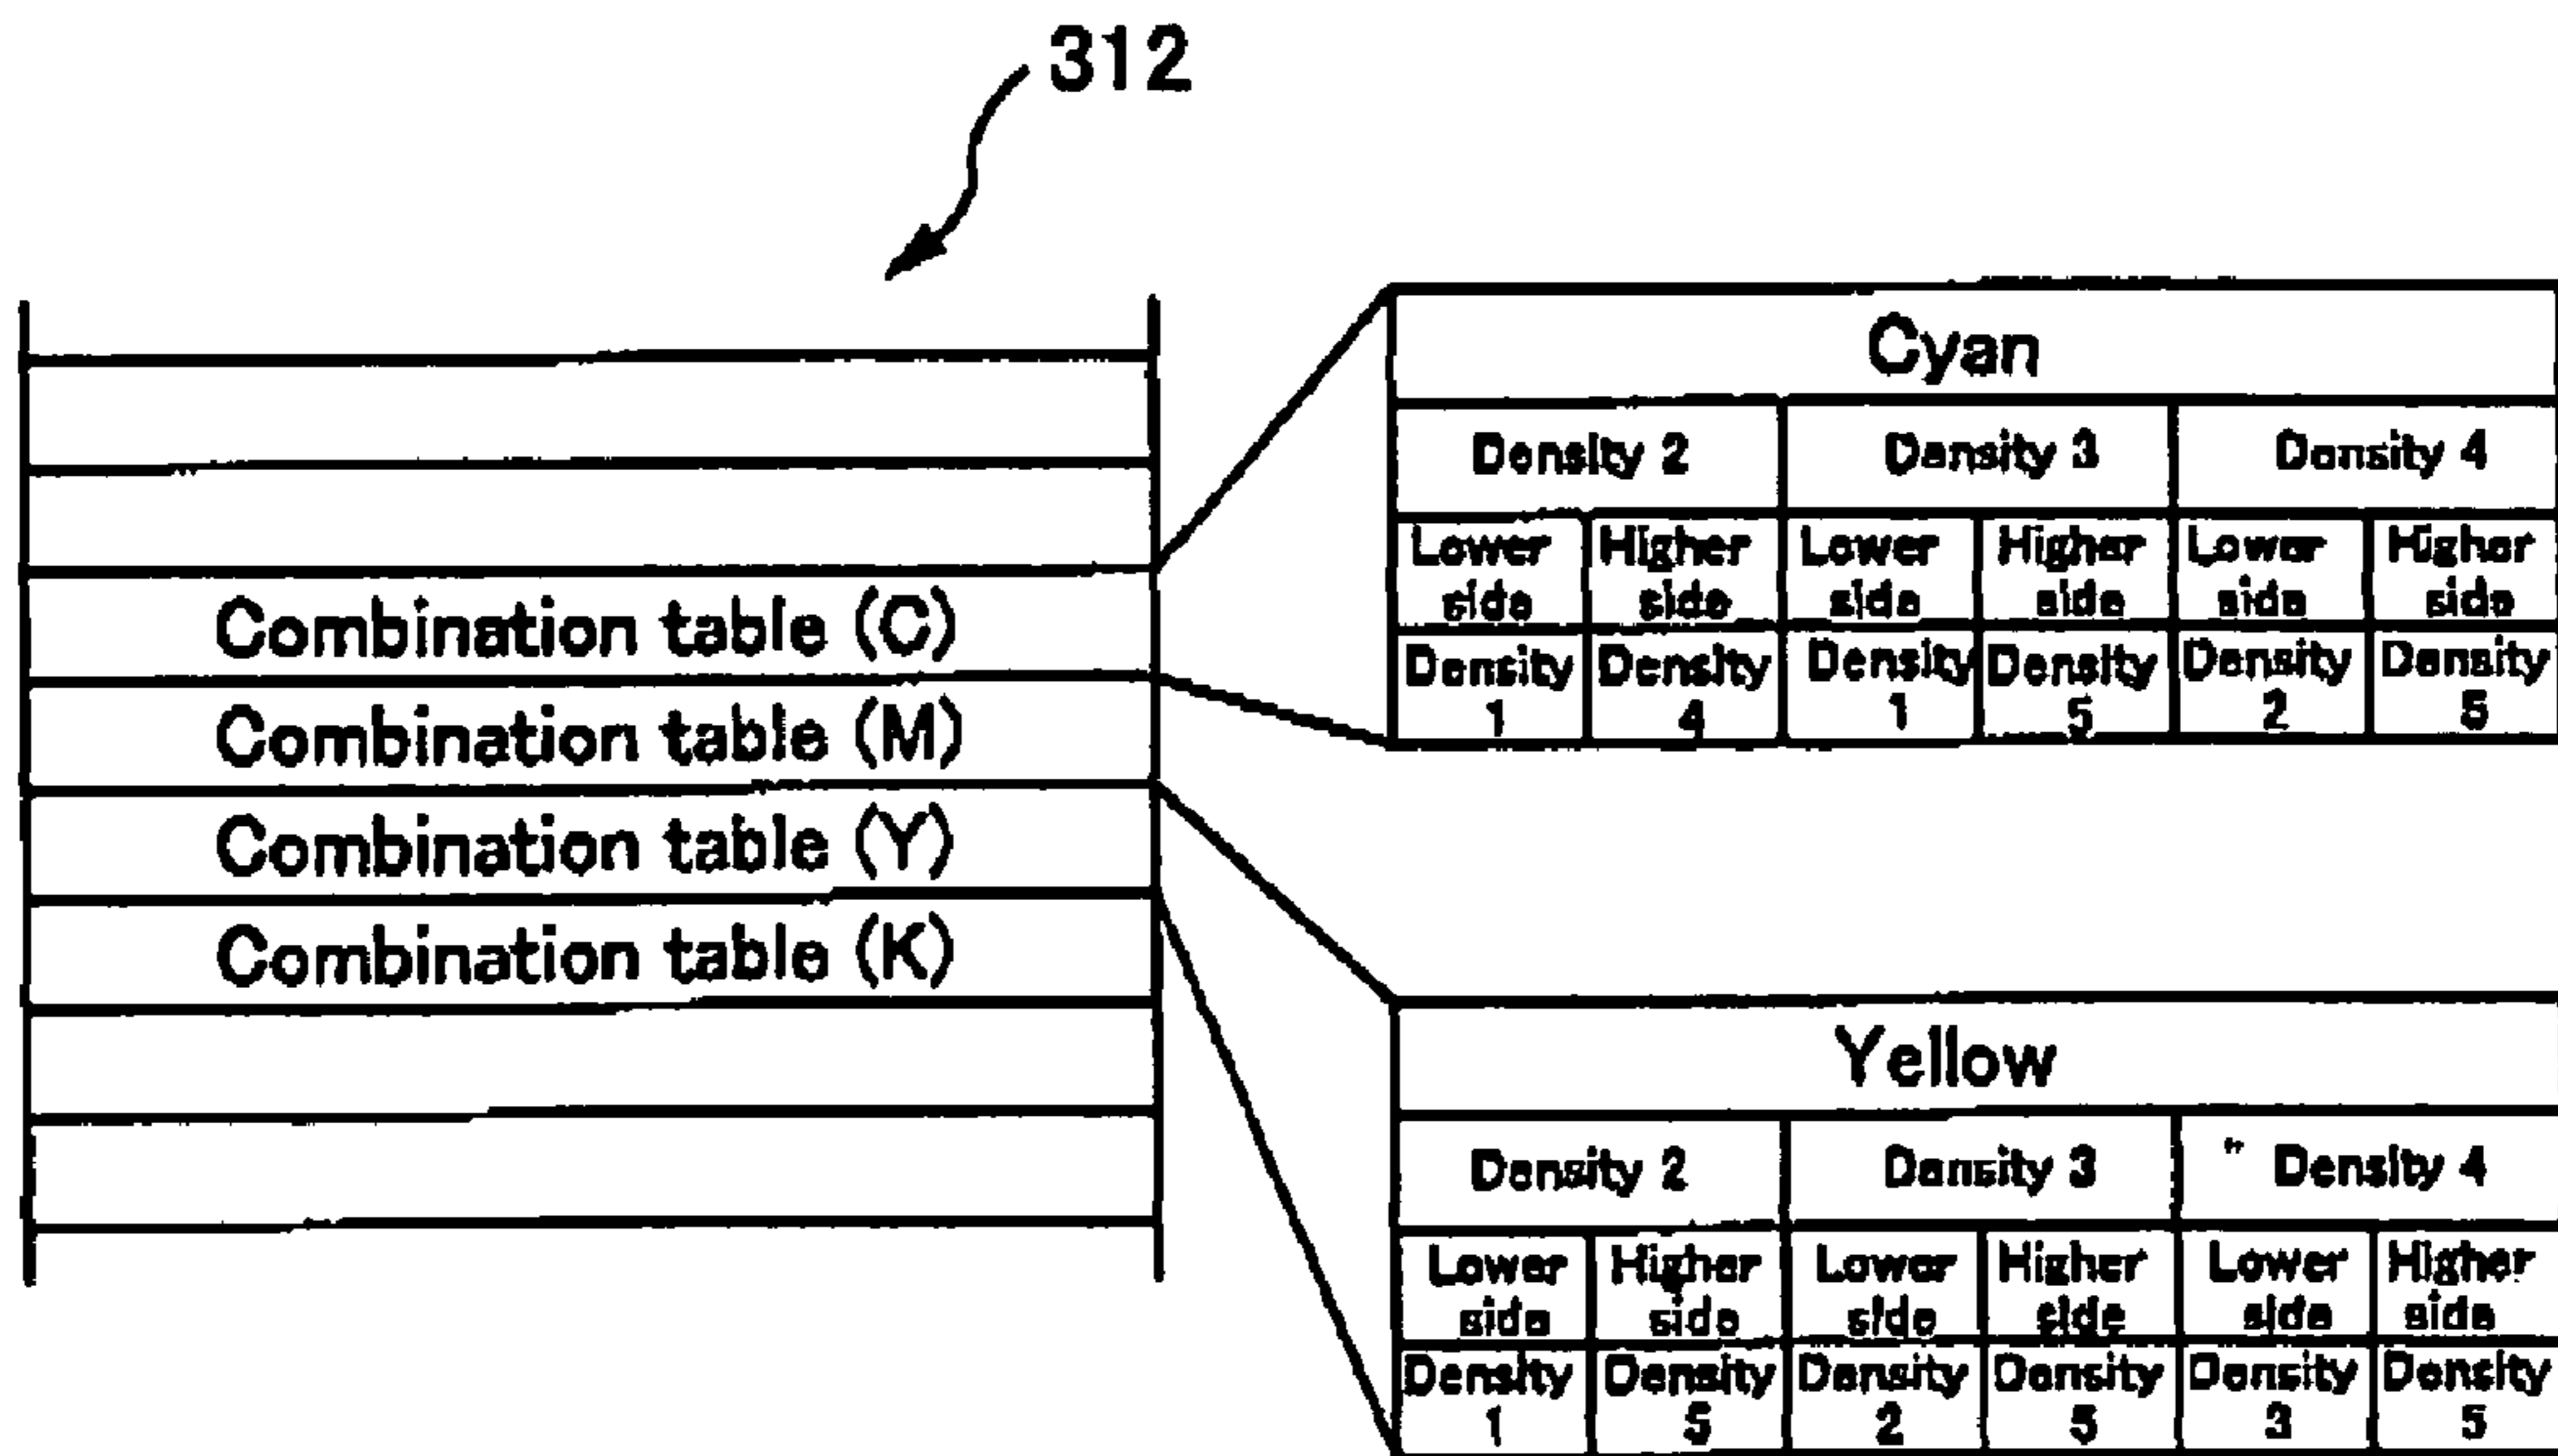 312
Combination table (C)
Combination table (M)
Combination table (Y)
Combination table (K)
Cyan
Density 2 Density 3 Density 4
Lower side Higher side Lower side Higher side Lower side Higher side
Density 1 Density 4 Density 1 Density 5 Density 2 Density 5
Yellow
Density 2 Density 3 Density 4
Lower side Higher side Lower side Higher side Lower side Higher side
Density 1 Density 5 Density 2 Density 5 Density 3 Density 5